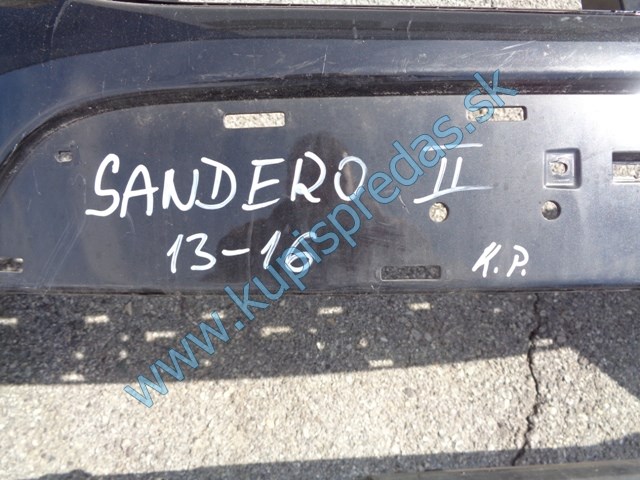 SANDERO II
13-16
K.P.
www.kupispredas.sk